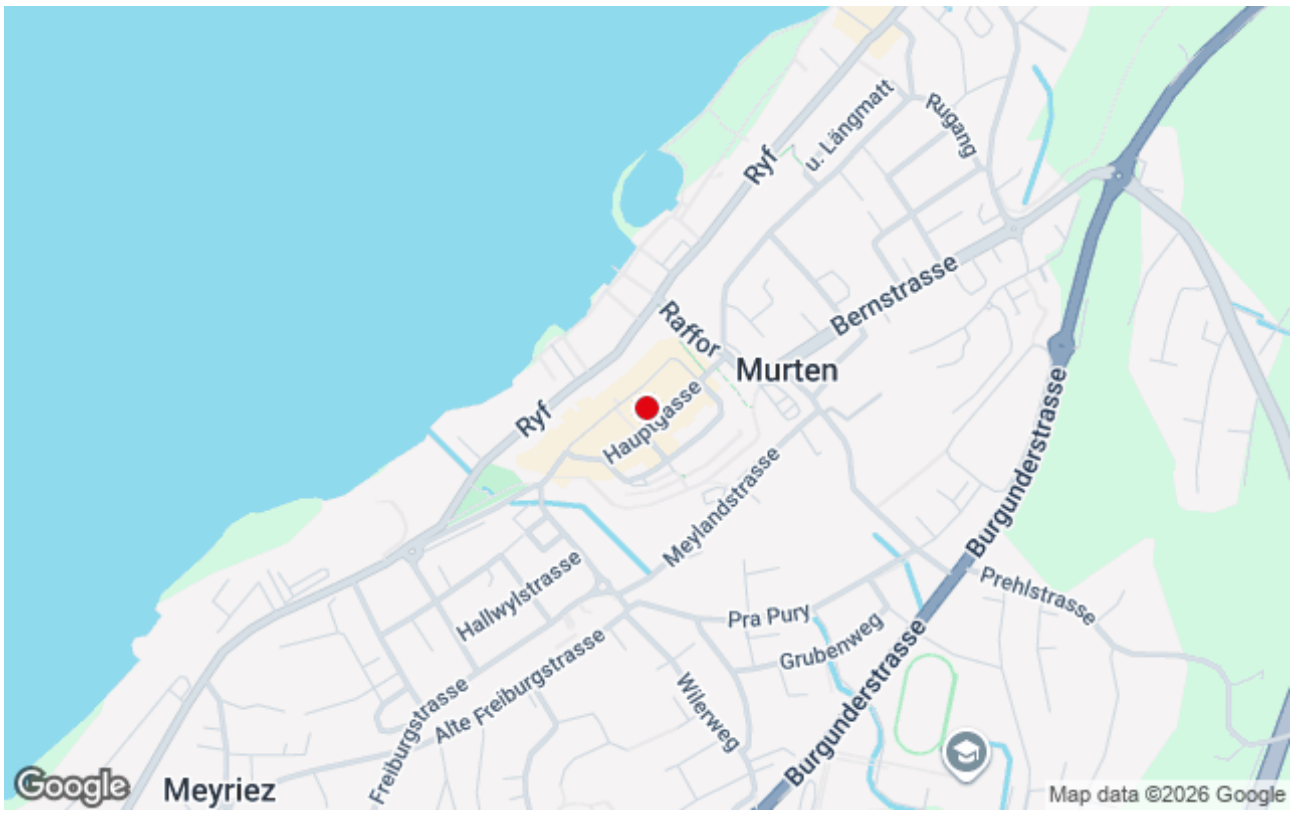 u. Längmatt
Rugang
Ryf
Bernstrasse
Raffor
Murten
Burgunderstrasse
Ryf
Hauptgasse
Meylandstrasse
Prehlstrasse
Hallwylstrasse
Pra Pury
Grubenweg
Burgunderstrasse
Alte Freiburgstrasse
Freiburgstrasse
Wilerweg
Google
Meyriez
Map data ©2026 Google